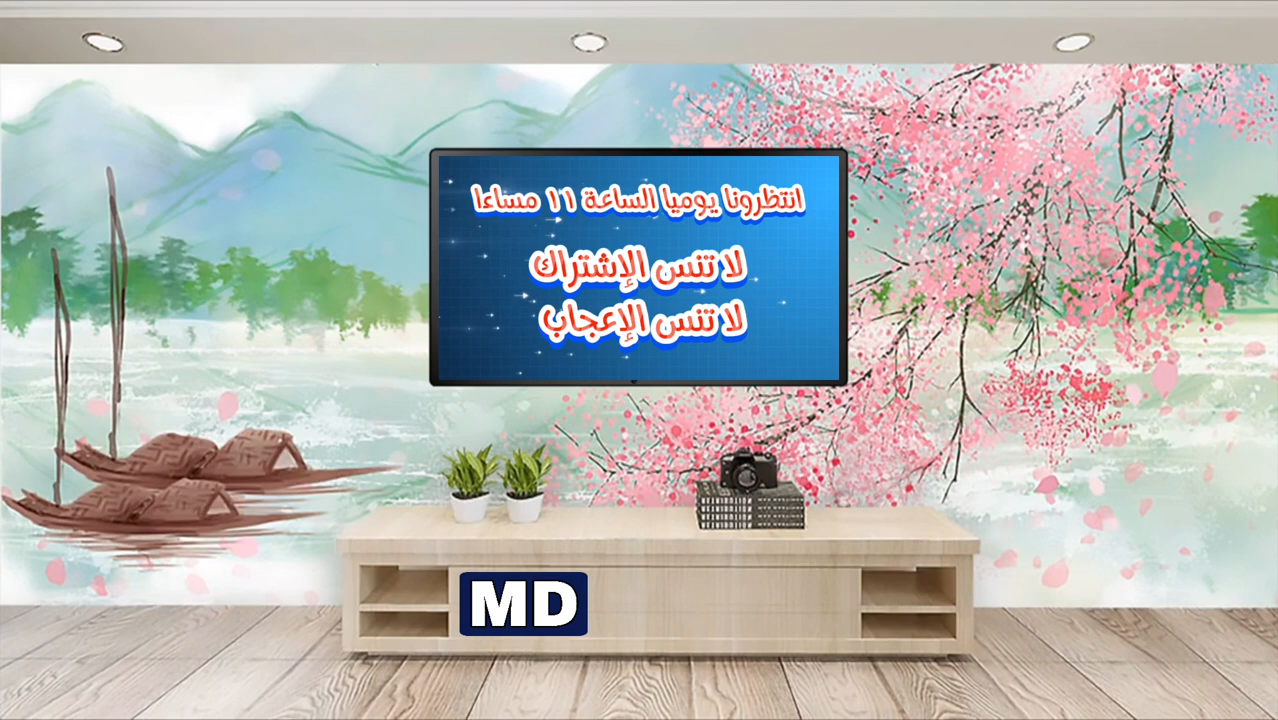 انتظرونا يوميا الساعة ١١ مساءا
لا تنس الإشتراك
لا تنس الإعجاب
MD